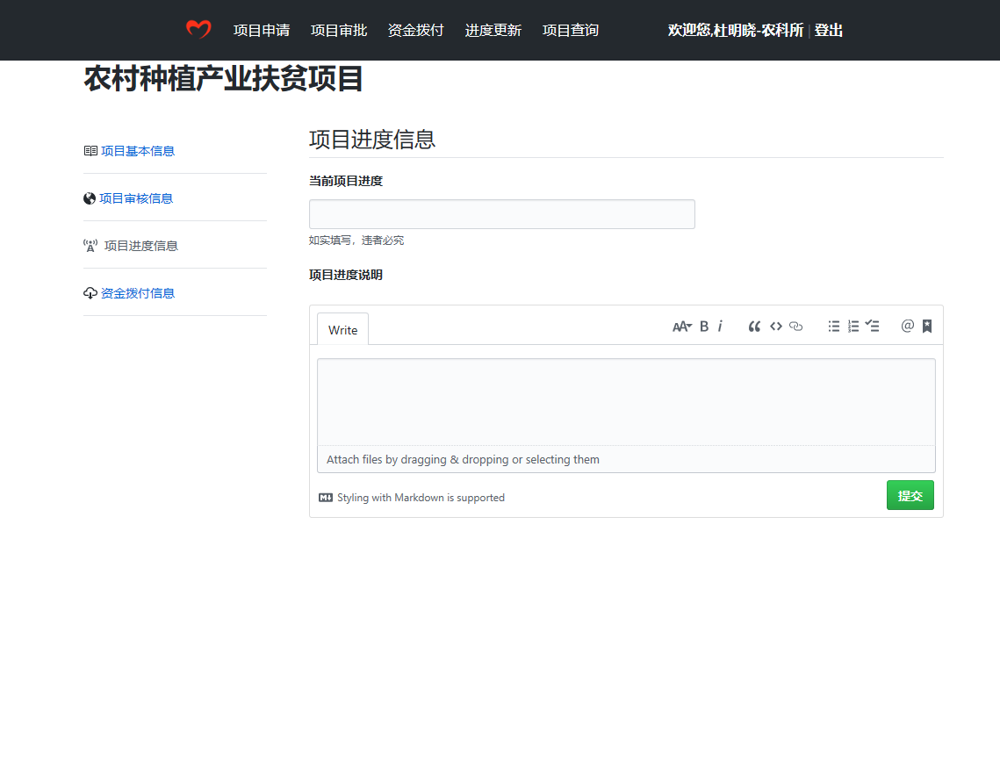 项目申请 项目审批 资金拨付 进度更新 项目查询 欢迎您,杜明晓-农科所 | 登出
农村种植产业扶贫项目
项目基本信息
项目审核信息
项目进度信息
资金拨付信息
项目进度信息
当前项目进度
如实填写，违者必究
项目进度说明
Write AA B i @
Attach files by dragging & dropping or selecting them
Styling with Markdown is supported 提交